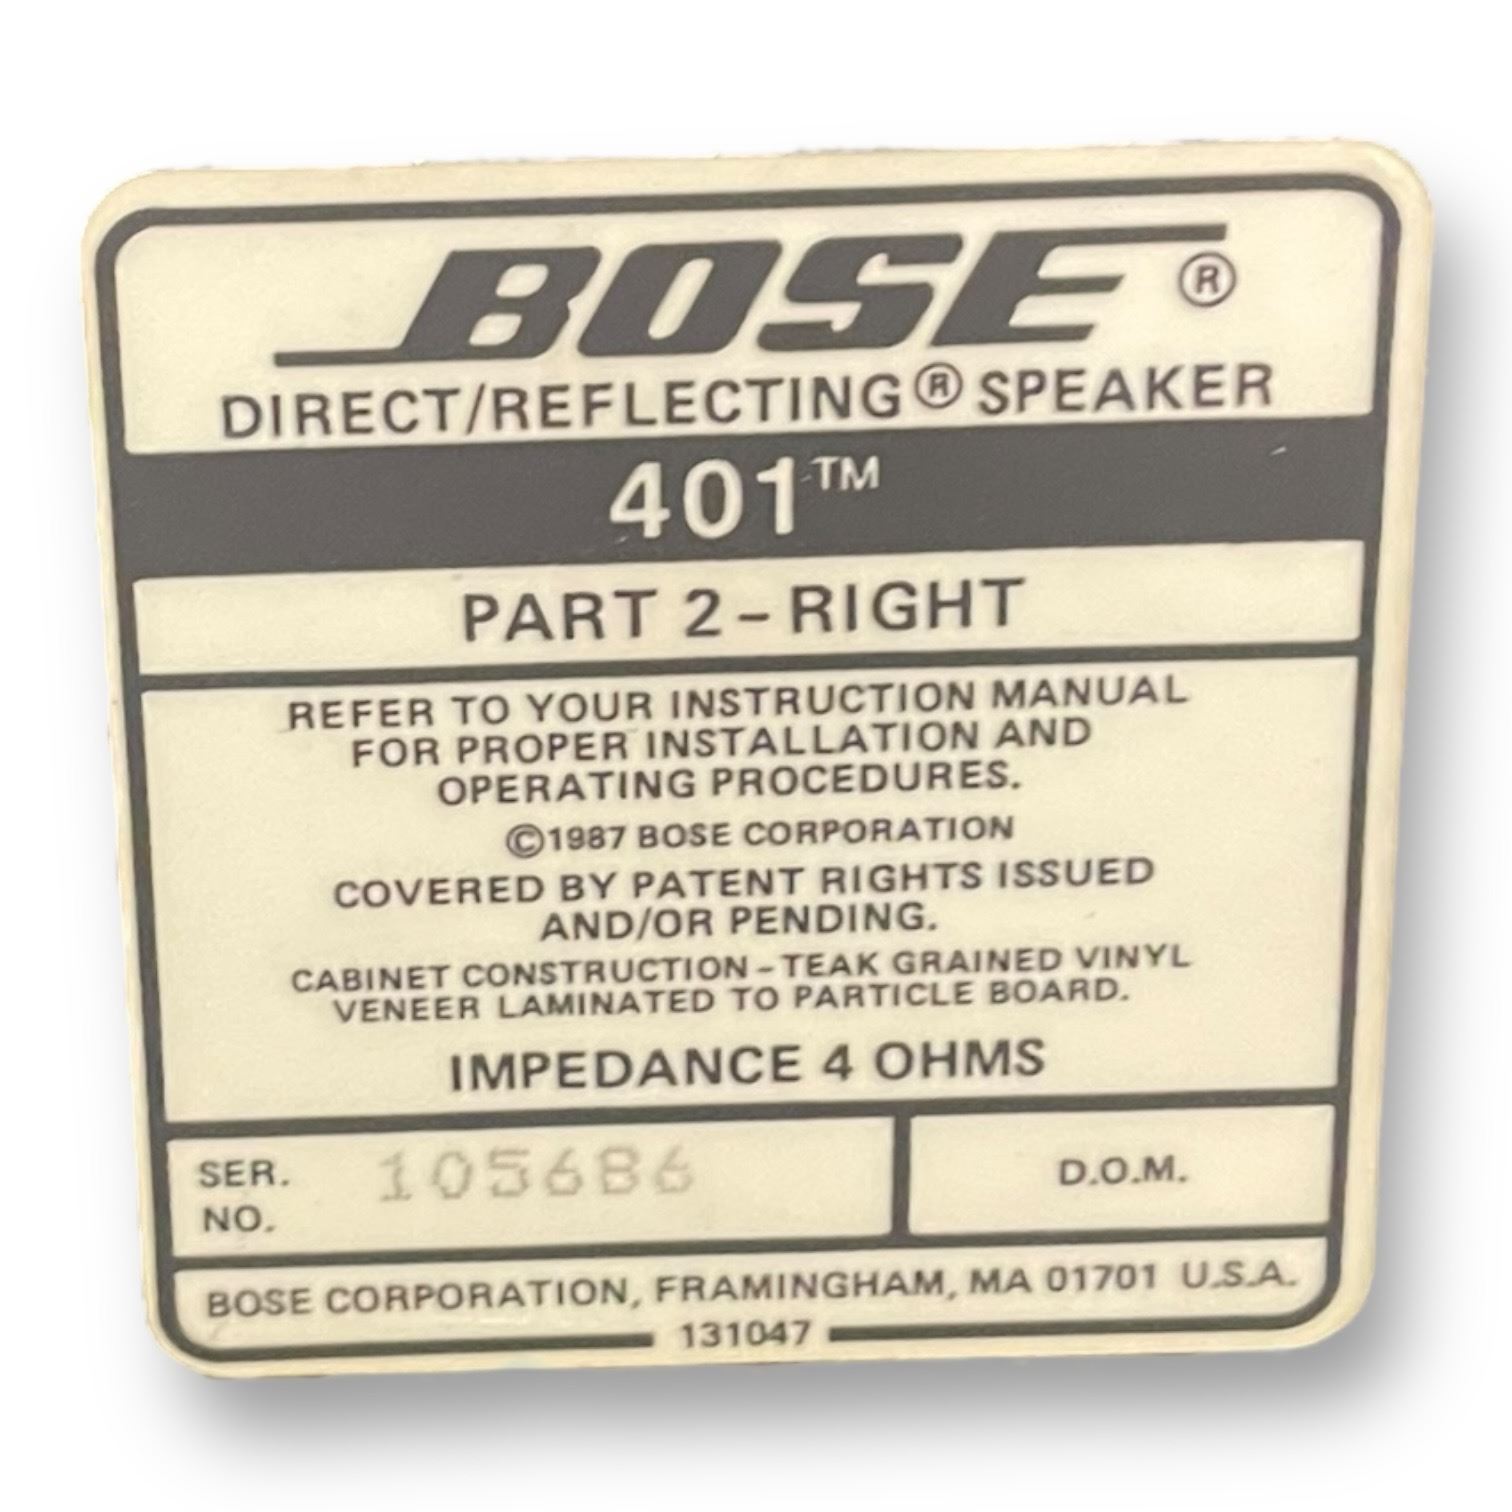 BOSE®
DIRECT/REFLECTING® SPEAKER
401™
PART 2 – RIGHT
REFER TO YOUR INSTRUCTION MANUAL
FOR PROPER INSTALLATION AND
OPERATING PROCEDURES.
©1987 BOSE CORPORATION
COVERED BY PATENT RIGHTS ISSUED
AND/OR PENDING.
CABINET CONSTRUCTION – TEAK GRAINED VINYL
VENEER LAMINATED TO PARTICLE BOARD.
IMPEDANCE 4 OHMS
SER. NO. 105686
D.O.M.
BOSE CORPORATION, FRAMINGHAM, MA 01701 U.S.A.
131047